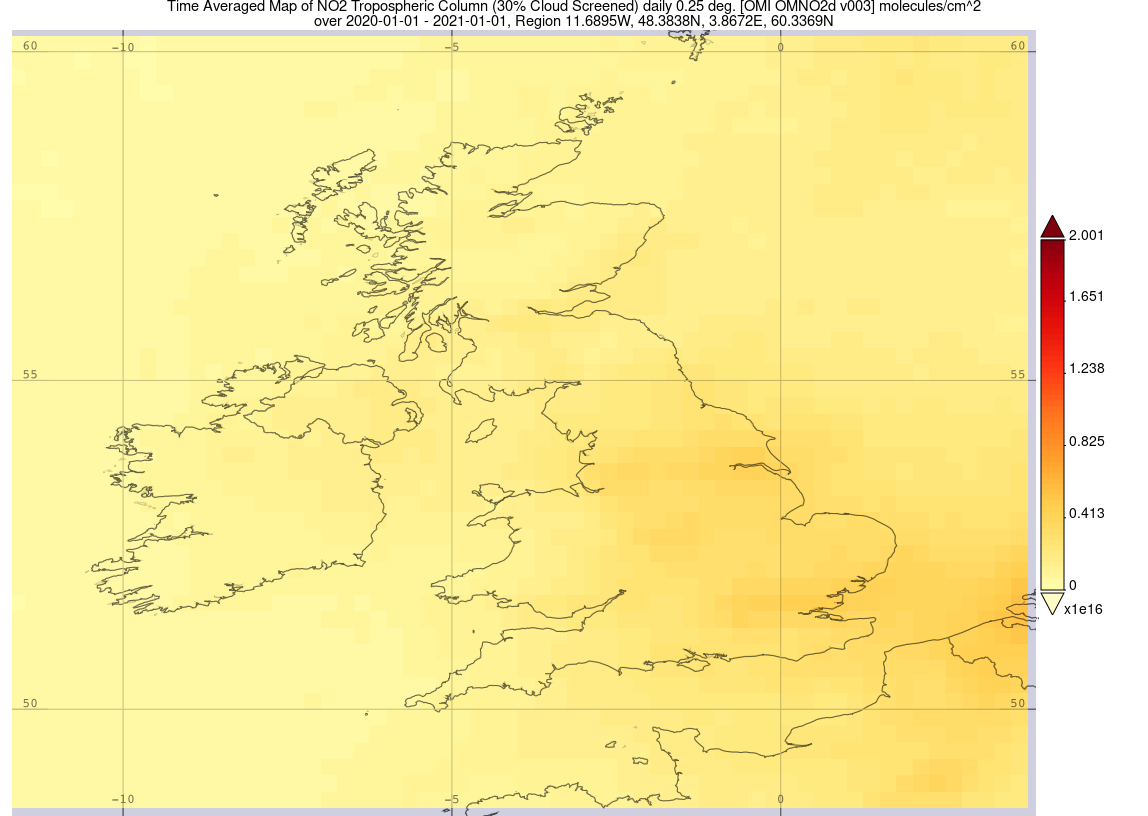 Time Averaged Map of NO2 Tropospheric Column (30% Cloud Screened) daily 0.25 deg. [OMI OMNO2d v003] molecules/cm^2
over 2020-01-01 - 2021-01-01, Region 11.6895W, 48.3838N, 3.8672E, 60.3369N
60 -10 -5 0 60
2.001
1.651
1.238
55 55
0.825
0.413
0
x1e16
50 50
-10 -5 0